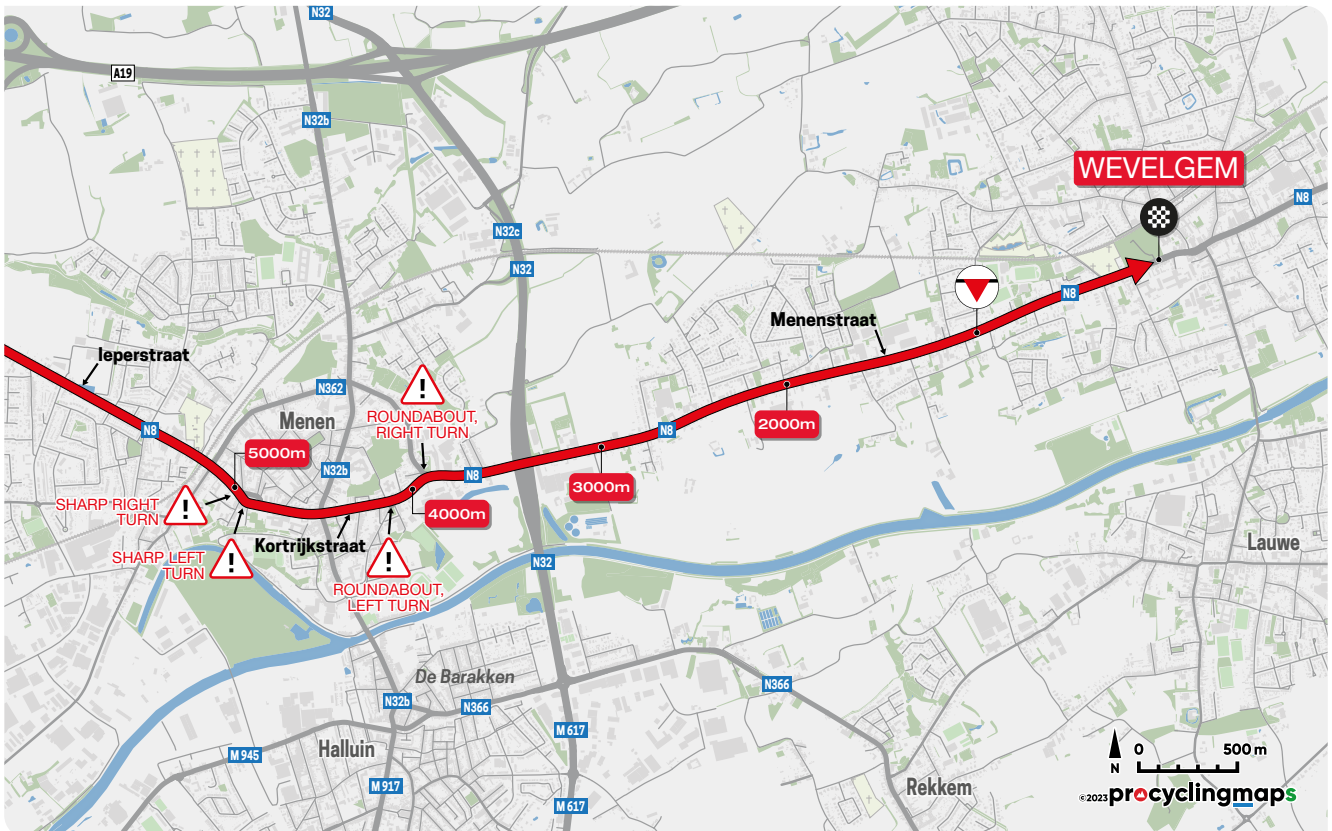 N32
A19
N32b
WEVELGEM
N8
N32c
N32
N8
Menenstraat
Ieperstraat
N362
Menen
ROUNDABOUT,
RIGHT TURN
2000m
N8
N8
5000m
N32b
N8
3000m
SHARP RIGHT
TURN
4000m
Kortrijkstraat
SHARP LEFT
TURN
N32
Lauwe
ROUNDABOUT,
LEFT TURN
De Barakken
N366
N32b
N366
M 617
Halluin
M 945
0 500 m
N
M 917
Rekkem
©2023 procyclingmaps
M 617